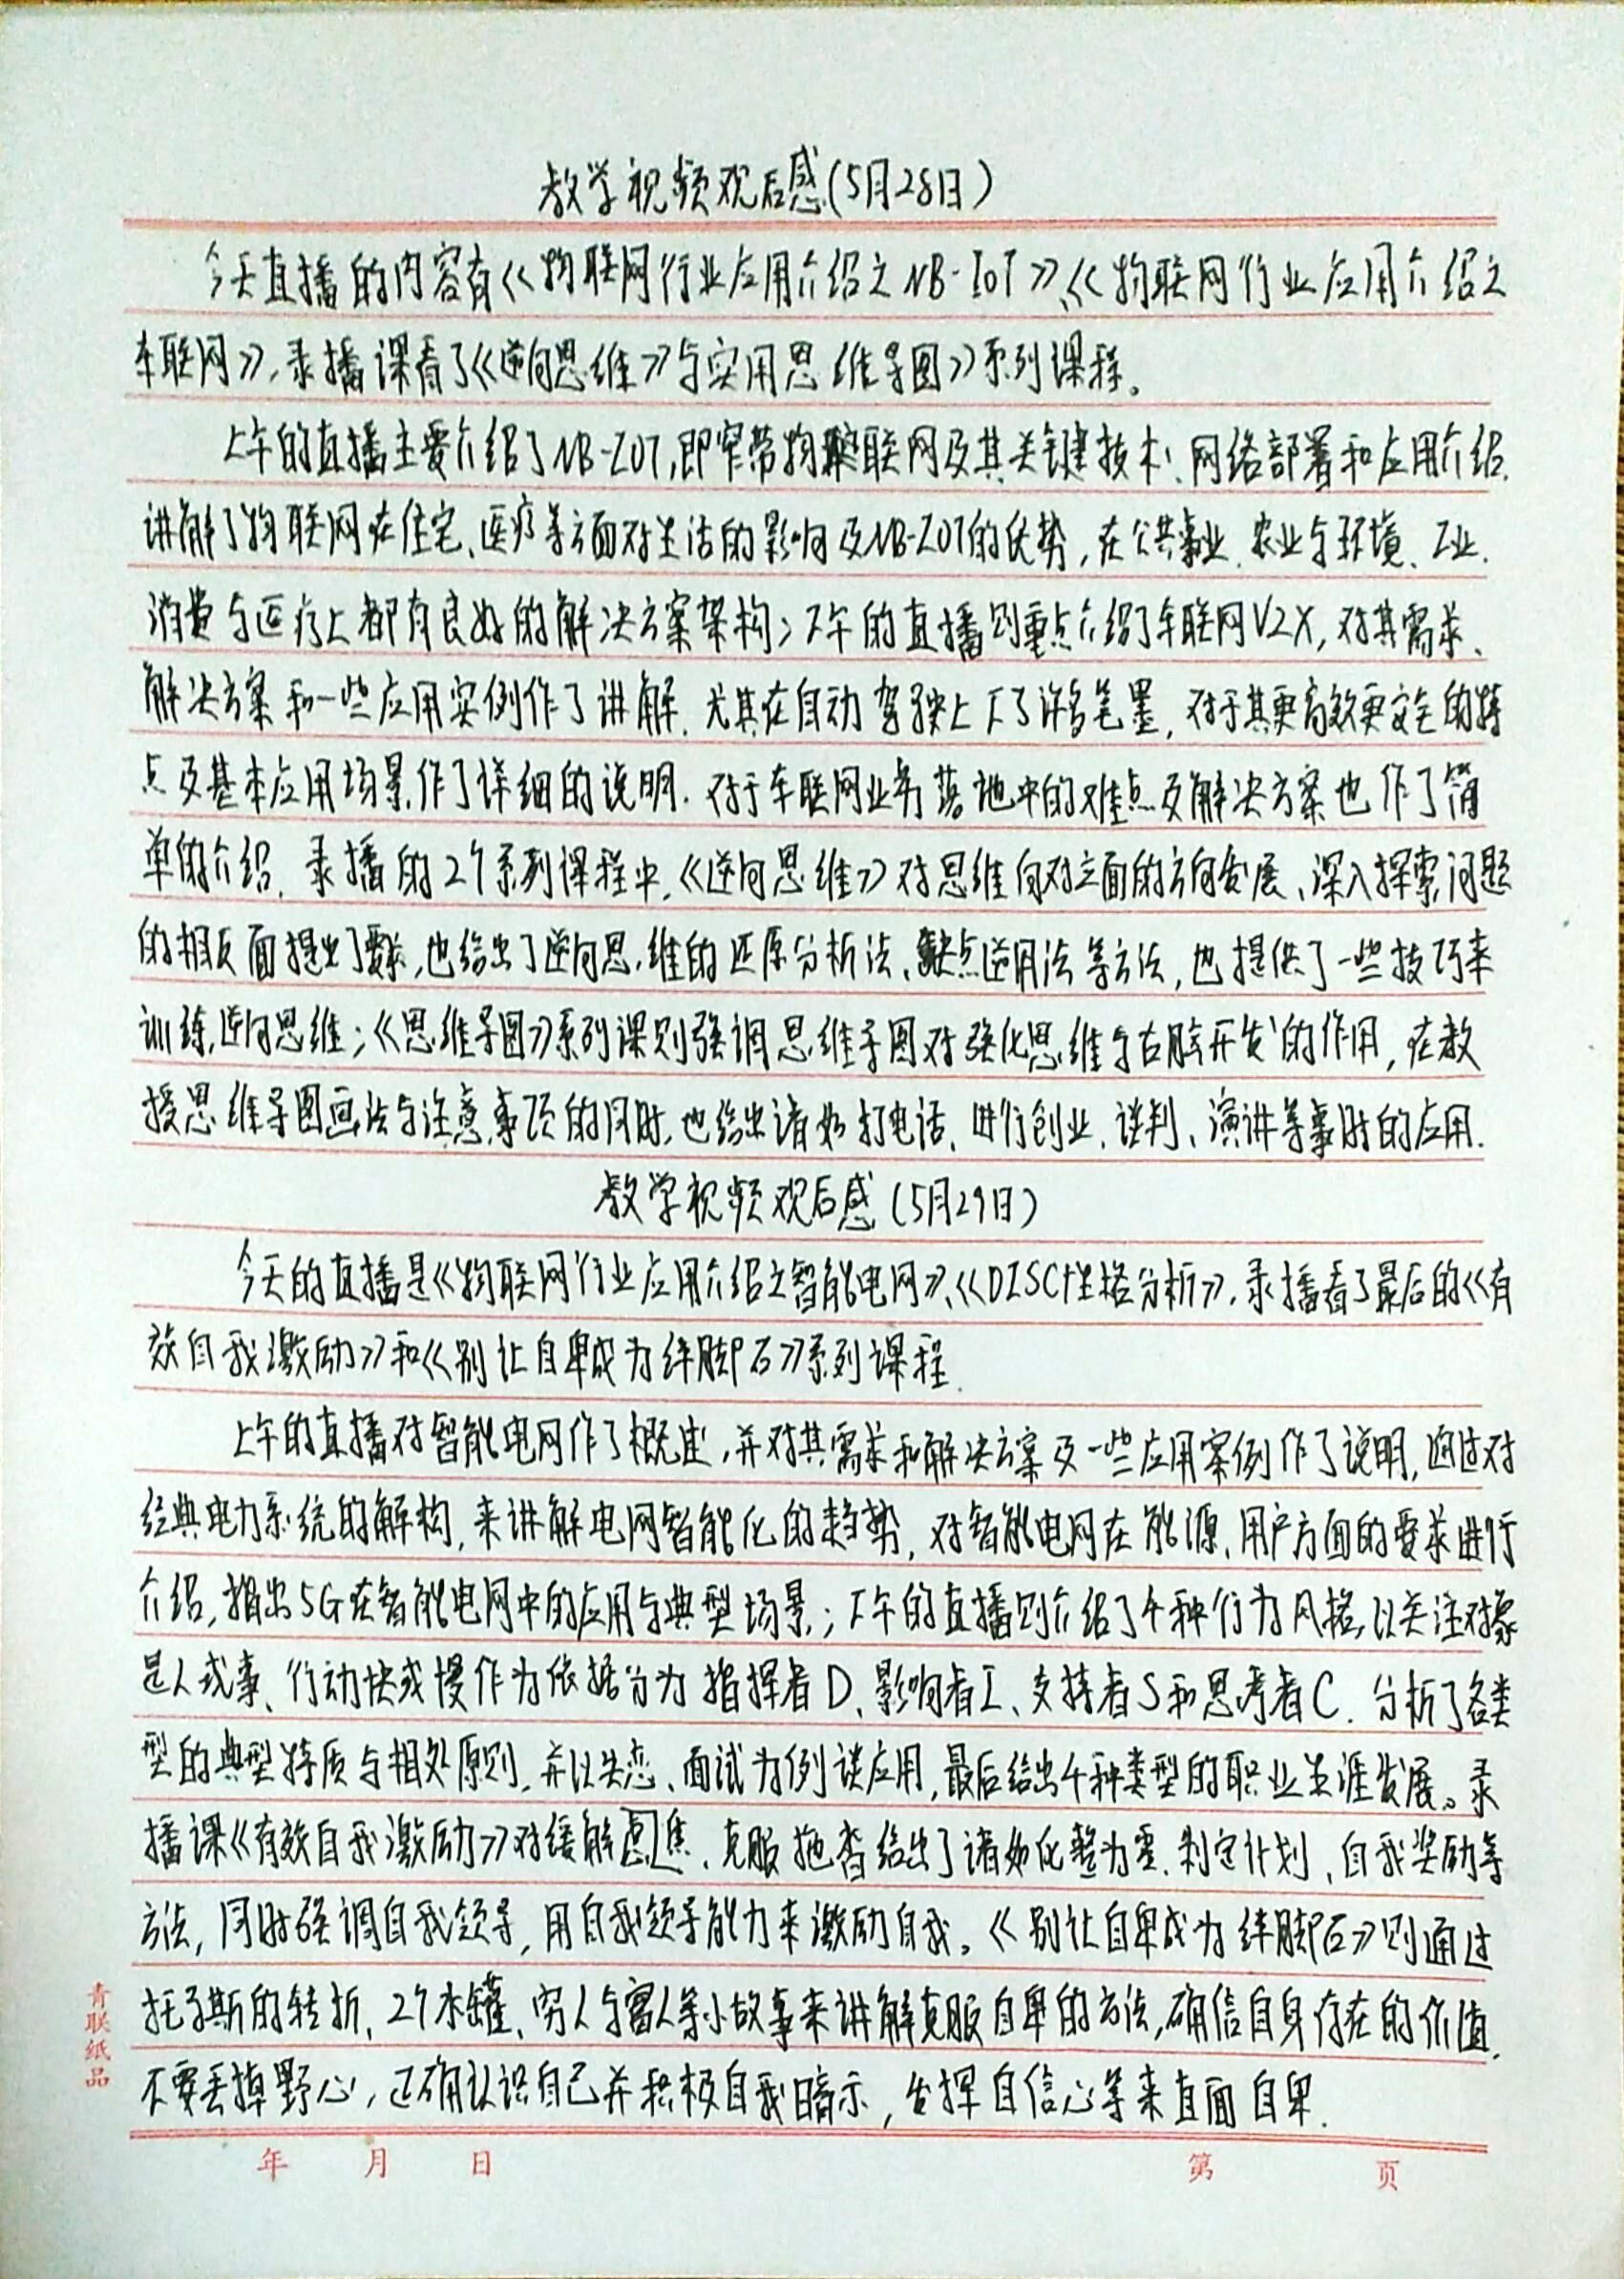 教学视频观后感(5月28日)
今天直播的内容有《物联网行业应用介绍之NB-IoT》、《物联网行业应用介绍之
车联网》,录播课看了《逆向思维》与实用思维导图》系列课程。
上午的直播主要介绍了NB-IOT,即窄带物联网及其关键技术、网络部署和应用介绍.
讲解了物联网在住宅、医疗等方面对生活的影响及NB-IOT的优势,在公共事业、农业与环境、工业、
消费与医疗上都有良好的解决方案架构;下午的直播则重点介绍了车联网V2X,对其需求、
解决方案和一些应用实例作了讲解.尤其在自动驾驶上下了许多笔墨,对于其更高效更安全的特
点及基本应用场景,作了详细的说明.对于车联网业务落地中的难点及解决方案也作了简
单的介绍.录播的2个系列课程中,《逆向思维》对思维向对立面的方向发展、深入探索问题
的相反面提出了要求,也给出了逆向思维的还原分析法、缺点逆用法等方法,也提供了一些技巧来
训练逆向思维;《思维导图》系列课则强调思维导图对强化思维与右脑开发的作用,在教
授思维导图画法与注意事项的同时,也给出诸如打电话、进行创业、谈判、演讲等事时的应用.
教学视频观后感(5月29日)
今天的直播是《物联网行业应用介绍之智能电网》、《DISC性格分析》,录播看了最后的《有
效自我激励》和《别让自卑成为绊脚石》系列课程.
上午的直播对智能电网作了概述,并对其需求和解决方案及一些应用案例作了说明,通过对
经典电力系统的解构,来讲解电网智能化的趋势,对智能电网在能源、用户方面的要求进行
介绍,指出5G在智能电网中的应用与典型场景;下午的直播则介绍了4种行为风格,以关注对象
是人或事、行动快或慢作为依据分为指挥者D、影响者I、支持者S和思考者C.分析了各类
型的典型特质与相处原则,并以失恋、面试为例谈应用,最后给出4种类型的职业生涯发展。录
播课《有效自我激励》对缓解焦、克服拖沓给出了诸如化整为零、制定计划、自我奖励等
方法,同时强调自我领导,用自我领导能力来激励自我。《别让自卑成为绊脚石》则通过
托马斯的转折、2个水罐、穷人与富人等小故事来讲解克服自卑的方法,确信自身存在的价值,
不要丢掉野心,正确认识自己并积极自我暗示,发挥自信心等来直面自卑.
青联纸品
年 月 日 第 页